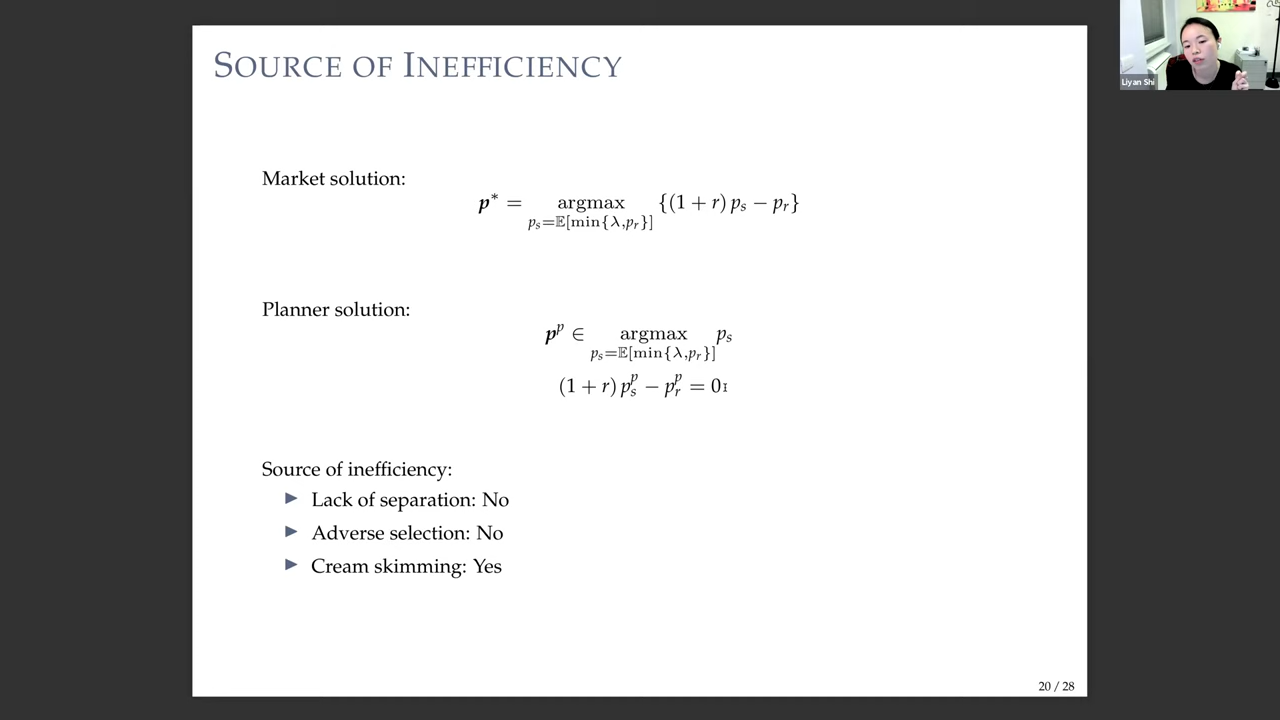 SOURCE OF INEFFICIENCY
Liyan Shi
Market solution:
p* = argmax {(1 + r) p_s − p_r}
p_s=𝔼[min{λ,p_r}]
Planner solution:
p^p ∈ argmax p_s
p_s=𝔼[min{λ,p_r}]
(1 + r) p_s^p − p_r^p = 0
Source of inefficiency:
▶ Lack of separation: No
▶ Adverse selection: No
▶ Cream skimming: Yes
20 / 28